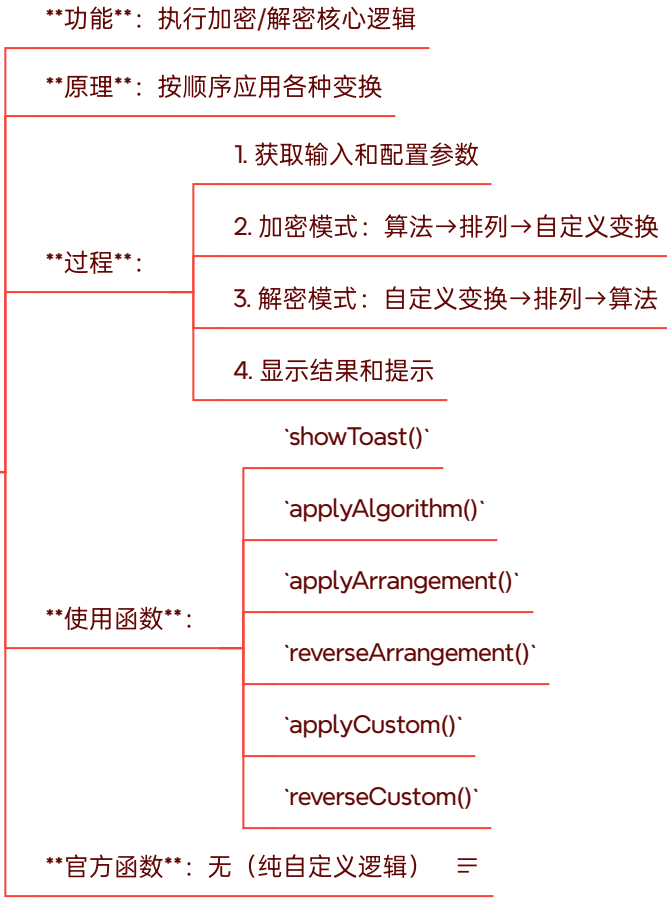 **功能**：执行加密/解密核心逻辑
**原理**：按顺序应用各种变换
**过程**：
1. 获取输入和配置参数
2. 加密模式：算法→排列→自定义变换
3. 解密模式：自定义变换→排列→算法
4. 显示结果和提示
**使用函数**：
`showToast()`
`applyAlgorithm()`
`applyArrangement()`
`reverseArrangement()`
`applyCustom()`
`reverseCustom()`
**官方函数**：无（纯自定义逻辑）